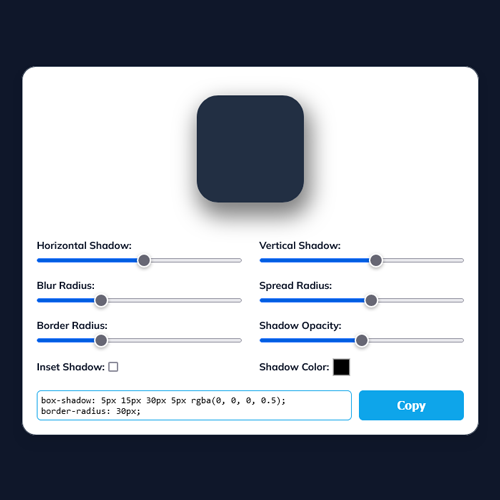 Horizontal Shadow:
Vertical Shadow:
Blur Radius:
Spread Radius:
Border Radius:
Shadow Opacity:
Inset Shadow:
Shadow Color:
box-shadow: 5px 15px 30px 5px rgba(0, 0, 0, 0.5);
border-radius: 30px;
Copy